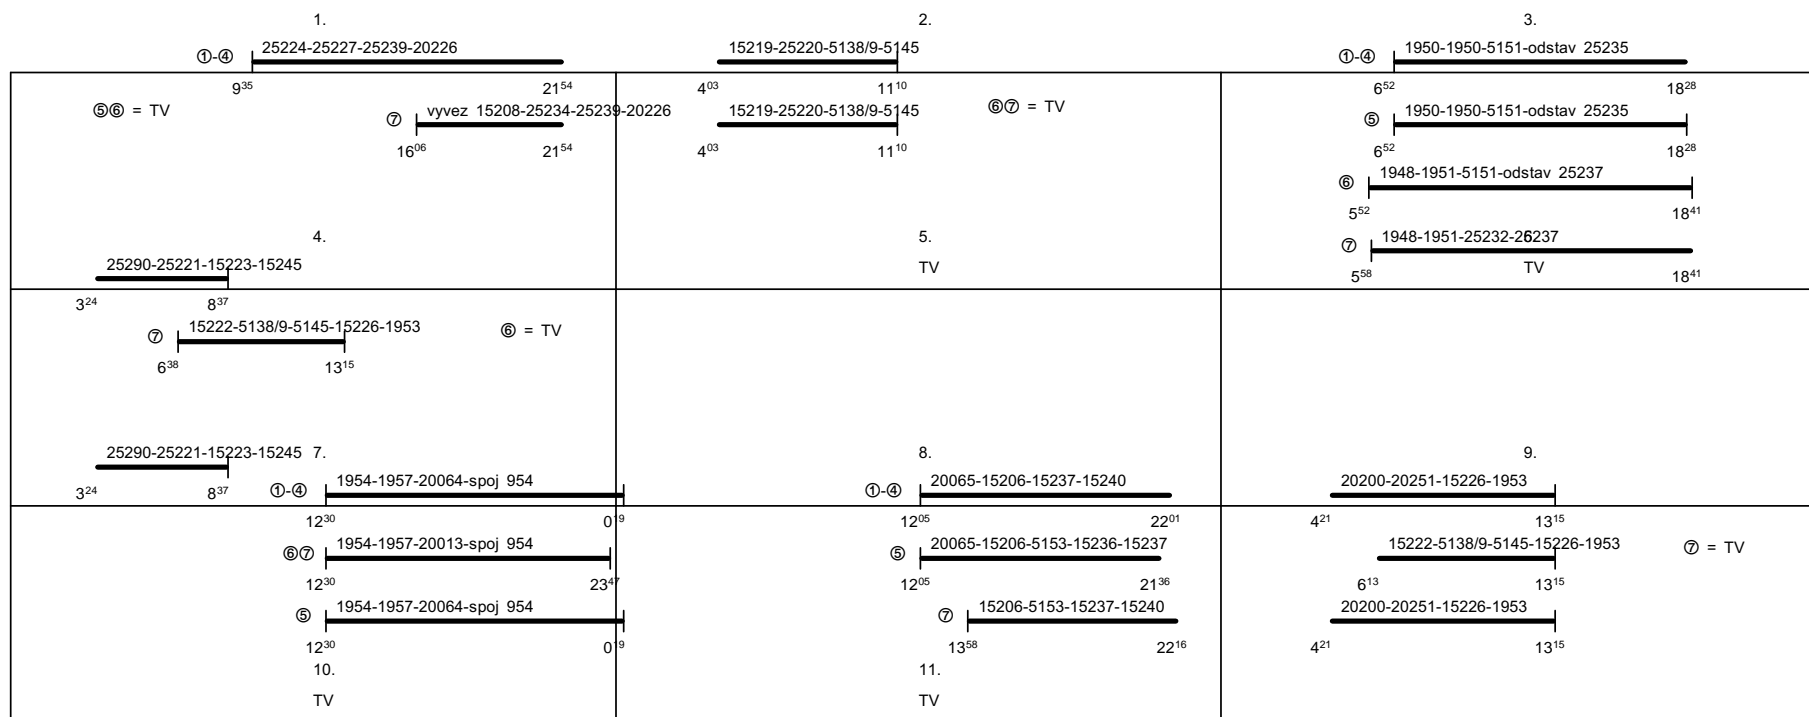 1. 2. 3.
①-④ 25224-25227-25239-20226 15219-25220-5138/9-5145 ①-④ 1950-1950-5151-odstav 25235
9³⁵ 21⁵⁴ 4⁰³ 11¹⁰ 6⁵² 18²⁸
⑤⑥ = TV ⑦ vyvez 15208-25234-25239-20226 15219-25220-5138/9-5145 ⑥⑦ = TV ⑤ 1950-1950-5151-odstav 25235
16⁰⁶ 21⁵⁴ 4⁰³ 11¹⁰ 6⁵² 18²⁸
⑥ 1948-1951-5151-odstav 25237
5⁵² 18⁴¹
4. 5. 6.
⑦ 1948-1951-25232-25237
25290-25221-15223-15245 TV TV
3²⁴ 8³⁷ 5⁵⁸ 18⁴¹
⑦ 15222-5138/9-5145-15226-1953 ⑥ = TV
6³⁸ 13¹⁵
25290-25221-15223-15245 7. 8. 9.
3²⁴ 8³⁷ ①-④ 1954-1957-20064-spoj 954 ①-④ 20065-15206-15237-15240 20200-20251-15226-1953
12³⁰ 0¹⁹ 12⁰⁵ 22⁰¹ 4²¹ 13¹⁵
⑥⑦ 1954-1957-20013-spoj 954 ⑤ 20065-15206-5153-15236-15237 15222-5138/9-5145-15226-1953 ⑦ = TV
12³⁰ 23⁴⁷ 12⁰⁵ 21³⁶ 6¹³ 13¹⁵
⑤ 1954-1957-20064-spoj 954 ⑦ 15206-5153-15237-15240 20200-20251-15226-1953
12³⁰ 0¹⁹ 13⁵⁸ 22¹⁶ 4²¹ 13¹⁵
10. 11.
TV TV